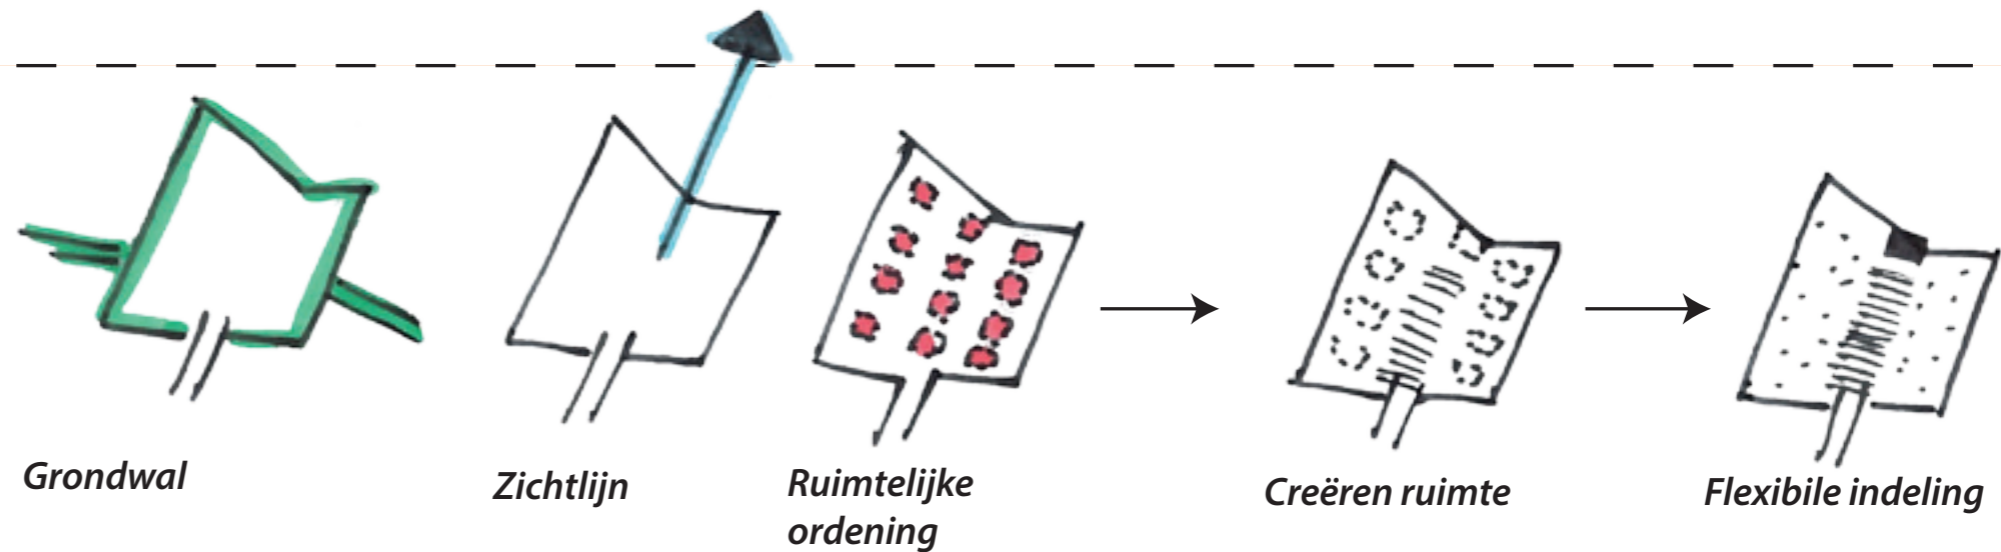 Grondwal
Zichtlijn
Ruimtelijke
ordening
Creëren ruimte
Flexibile indeling